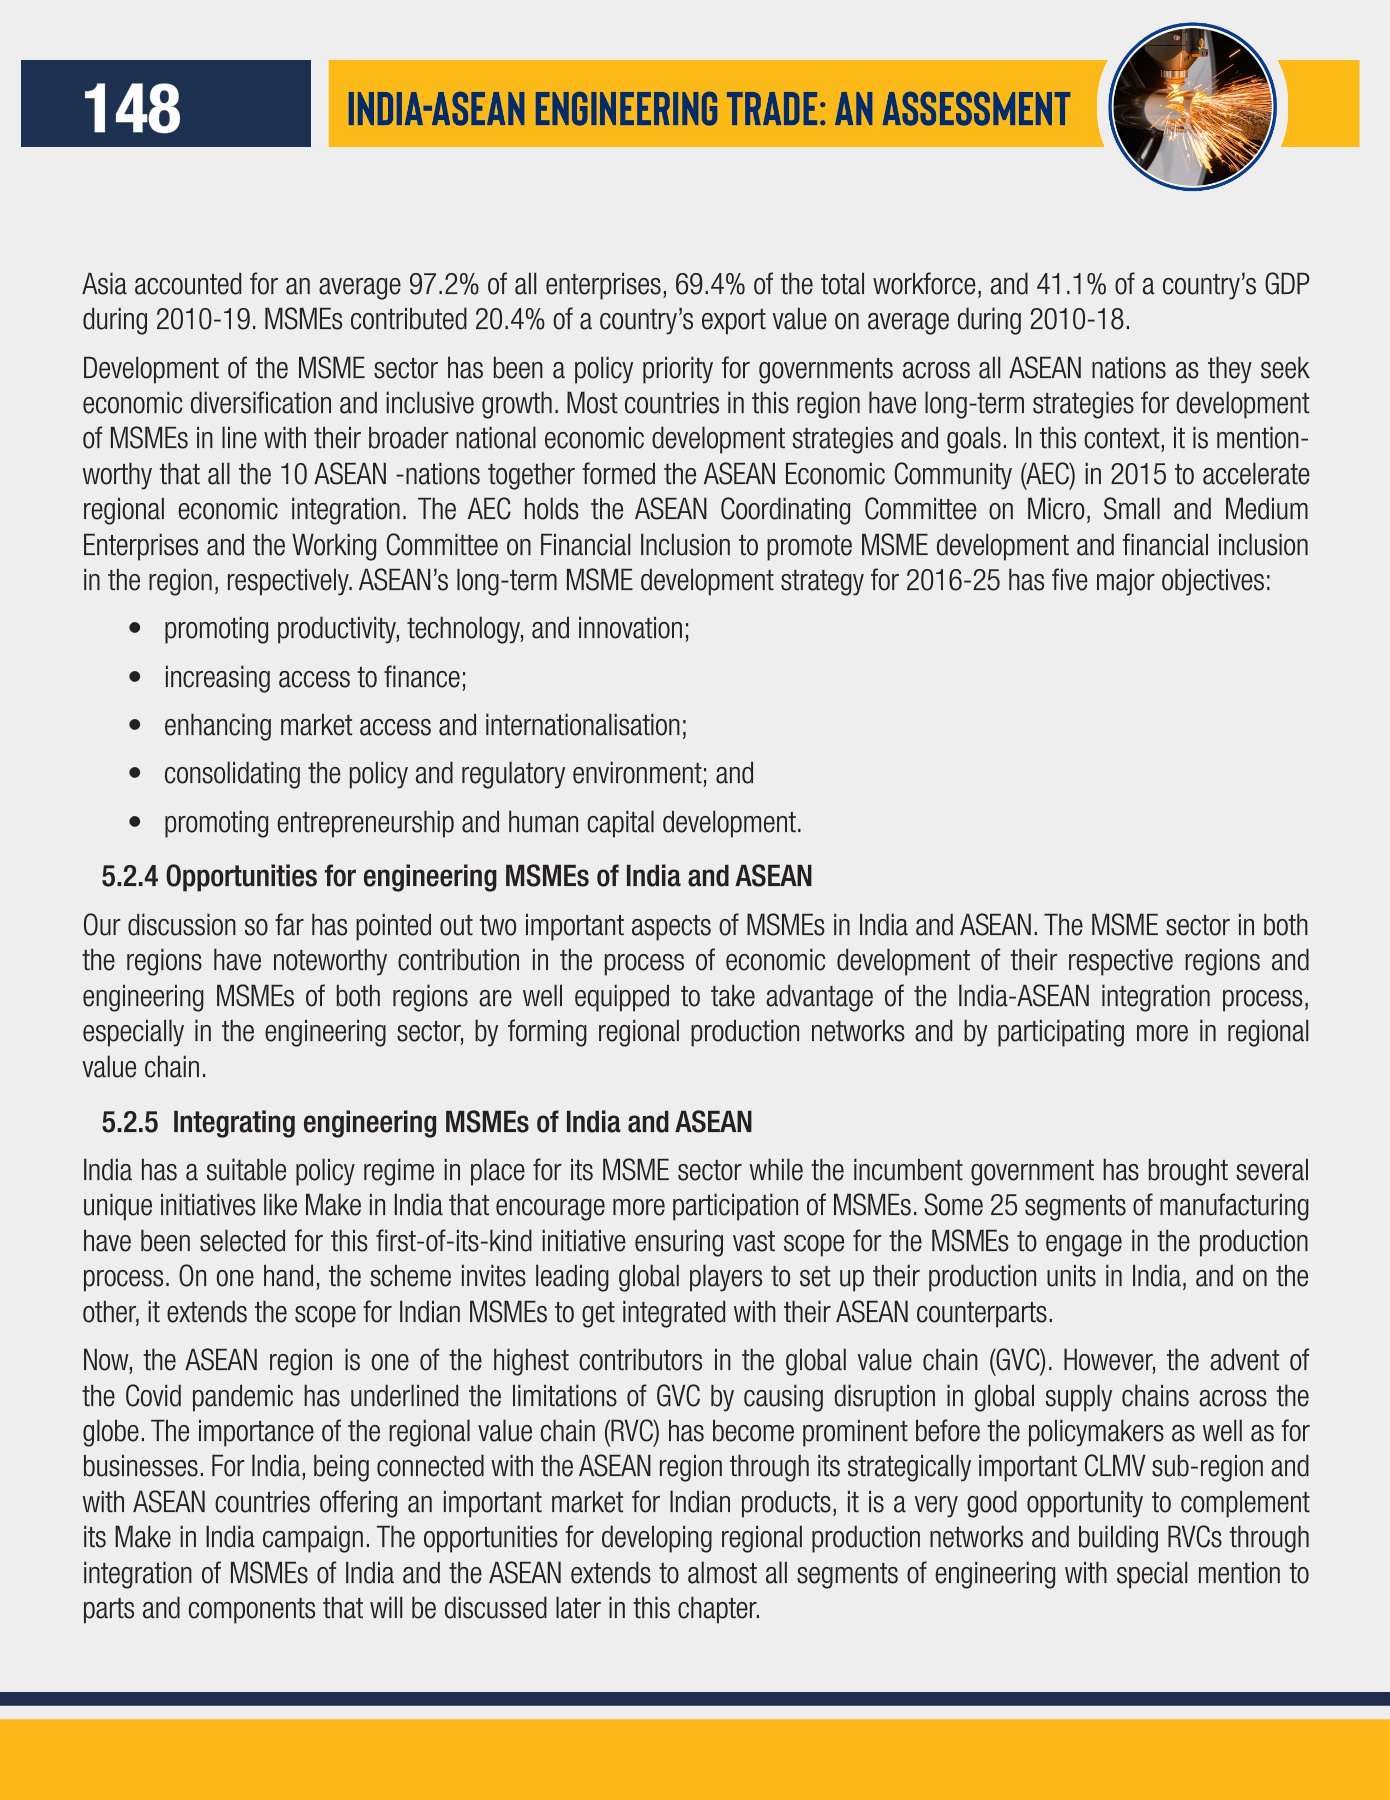 148
INDIA-ASEAN ENGINEERING TRADE: AN ASSESSMENT
Asia accounted for an average 97.2% of all enterprises, 69.4% of the total workforce, and 41.1% of a country’s GDP
during 2010-19. MSMEs contributed 20.4% of a country’s export value on average during 2010-18.
Development of the MSME sector has been a policy priority for governments across all ASEAN nations as they seek
economic diversification and inclusive growth. Most countries in this region have long-term strategies for development
of MSMEs in line with their broader national economic development strategies and goals. In this context, it is mention-
worthy that all the 10 ASEAN -nations together formed the ASEAN Economic Community (AEC) in 2015 to accelerate
regional economic integration. The AEC holds the ASEAN Coordinating Committee on Micro, Small and Medium
Enterprises and the Working Committee on Financial Inclusion to promote MSME development and financial inclusion
in the region, respectively. ASEAN’s long-term MSME development strategy for 2016-25 has five major objectives:
• promoting productivity, technology, and innovation;
• increasing access to finance;
• enhancing market access and internationalisation;
• consolidating the policy and regulatory environment; and
• promoting entrepreneurship and human capital development.
5.2.4 Opportunities for engineering MSMEs of India and ASEAN
Our discussion so far has pointed out two important aspects of MSMEs in India and ASEAN. The MSME sector in both
the regions have noteworthy contribution in the process of economic development of their respective regions and
engineering MSMEs of both regions are well equipped to take advantage of the India-ASEAN integration process,
especially in the engineering sector, by forming regional production networks and by participating more in regional
value chain.
5.2.5 Integrating engineering MSMEs of India and ASEAN
India has a suitable policy regime in place for its MSME sector while the incumbent government has brought several
unique initiatives like Make in India that encourage more participation of MSMEs. Some 25 segments of manufacturing
have been selected for this first-of-its-kind initiative ensuring vast scope for the MSMEs to engage in the production
process. On one hand, the scheme invites leading global players to set up their production units in India, and on the
other, it extends the scope for Indian MSMEs to get integrated with their ASEAN counterparts.
Now, the ASEAN region is one of the highest contributors in the global value chain (GVC). However, the advent of
the Covid pandemic has underlined the limitations of GVC by causing disruption in global supply chains across the
globe. The importance of the regional value chain (RVC) has become prominent before the policymakers as well as for
businesses. For India, being connected with the ASEAN region through its strategically important CLMV sub-region and
with ASEAN countries offering an important market for Indian products, it is a very good opportunity to complement
its Make in India campaign. The opportunities for developing regional production networks and building RVCs through
integration of MSMEs of India and the ASEAN extends to almost all segments of engineering with special mention to
parts and components that will be discussed later in this chapter.